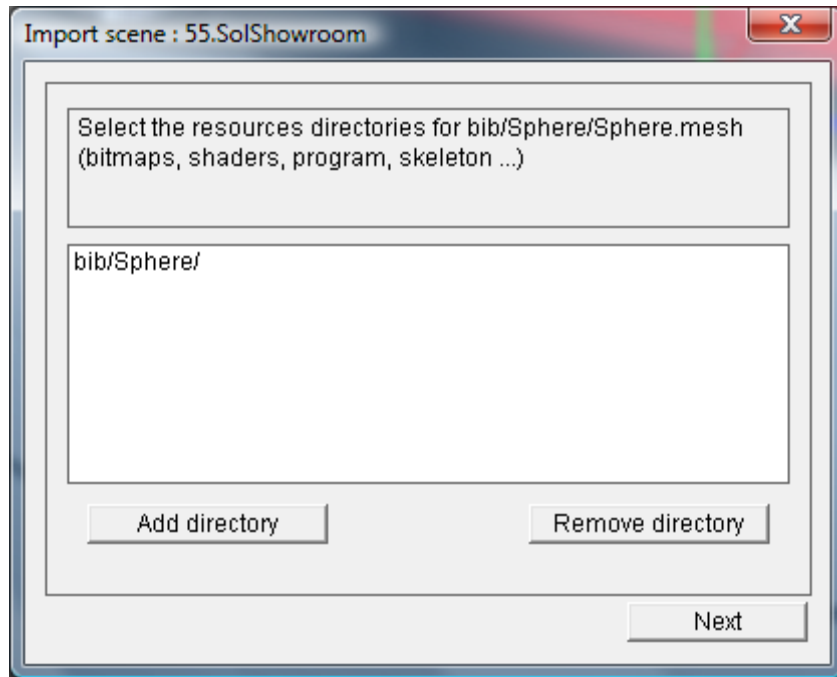 Import scene : 55.SolShowroom
Select the resources directories for bib/Sphere/Sphere.mesh
(bitmaps, shaders, program, skeleton ...)
bib/Sphere/
Add directory
Remove directory
Next